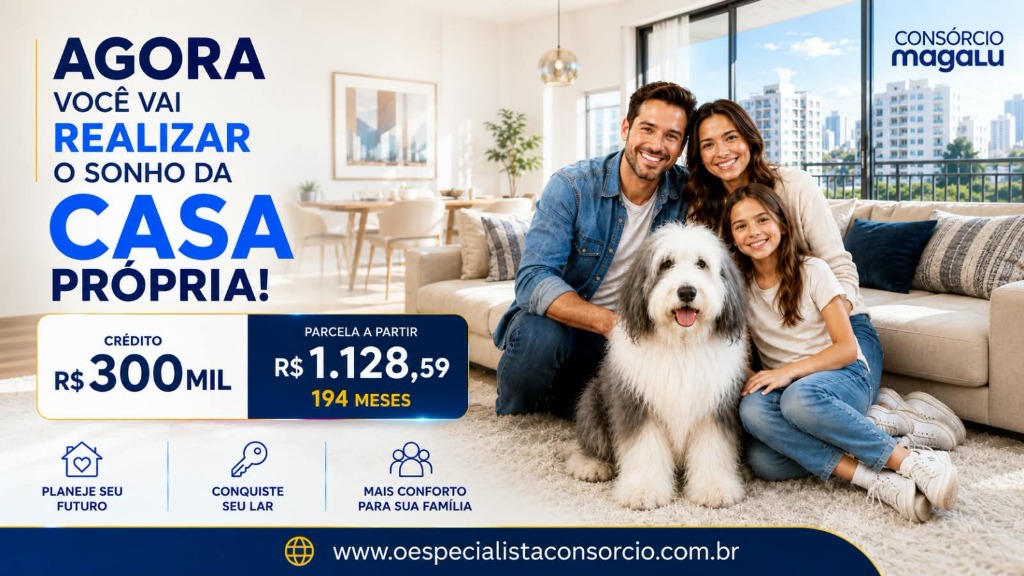 AGORA
VOCÊ VAI
REALIZAR
O SONHO DA
CASA
PRÓPRIA!
CONSÓRCIO
magalu
CRÉDITO
R$ 300 MIL
PARCELA A PARTIR
R$ 1.128,59
194 MESES
PLANEJE SEU
FUTURO
CONQUISTE
SEU LAR
MAIS CONFORTO
PARA SUA FAMÍLIA
www.oespecialistaconsorcio.com.br